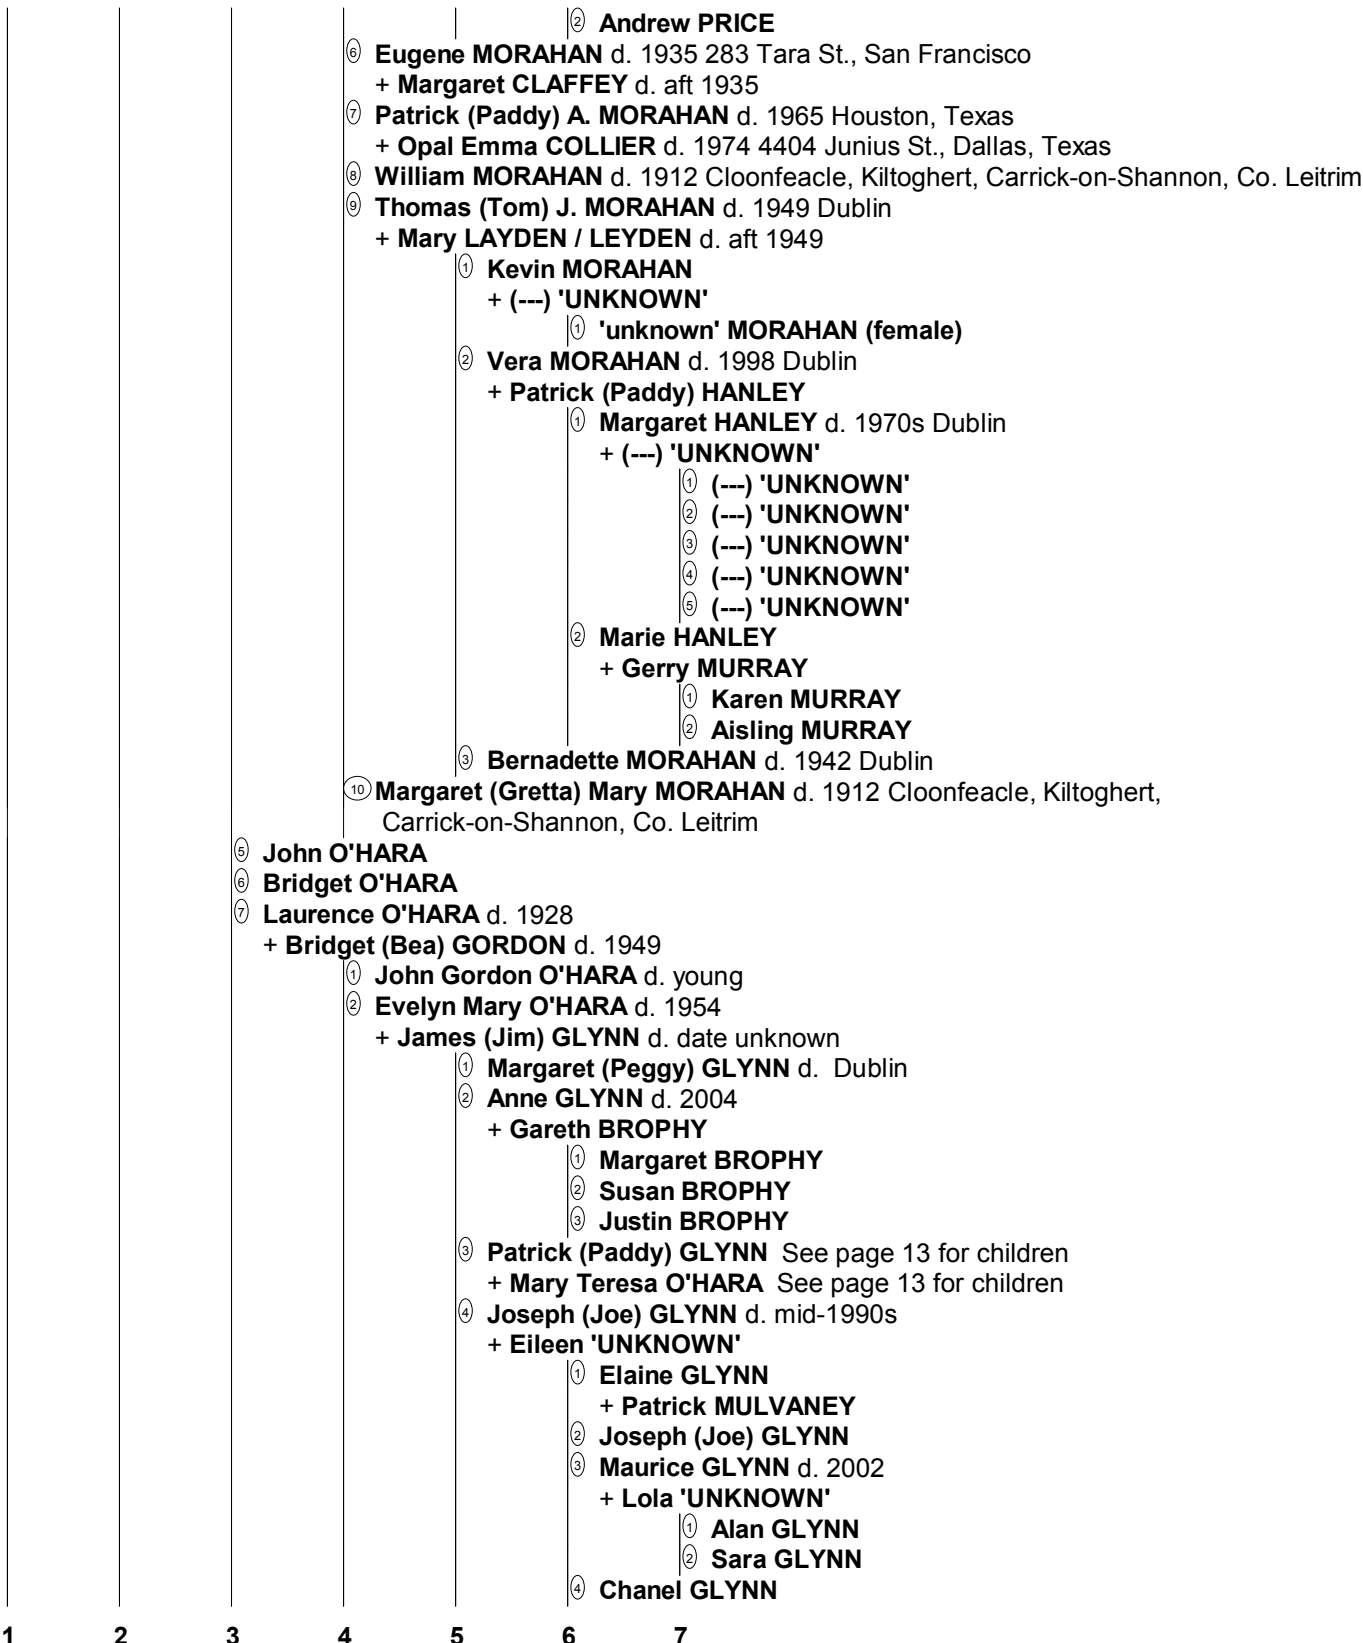 ② Andrew PRICE
⑥ Eugene MORAHAN d. 1935 283 Tara St., San Francisco
+ Margaret CLAFFEY d. aft 1935
⑦ Patrick (Paddy) A. MORAHAN d. 1965 Houston, Texas
+ Opal Emma COLLIER d. 1974 4404 Junius St., Dallas, Texas
⑧ William MORAHAN d. 1912 Cloonfeacle, Kiltoghert, Carrick-on-Shannon, Co. Leitrim
⑨ Thomas (Tom) J. MORAHAN d. 1949 Dublin
+ Mary LAYDEN / LEYDEN d. aft 1949
① Kevin MORAHAN
+ (---) 'UNKNOWN'
① 'unknown' MORAHAN (female)
② Vera MORAHAN d. 1998 Dublin
+ Patrick (Paddy) HANLEY
① Margaret HANLEY d. 1970s Dublin
+ (---) 'UNKNOWN'
① (---) 'UNKNOWN'
② (---) 'UNKNOWN'
③ (---) 'UNKNOWN'
④ (---) 'UNKNOWN'
⑤ (---) 'UNKNOWN'
② Marie HANLEY
+ Gerry MURRAY
① Karen MURRAY
② Aisling MURRAY
③ Bernadette MORAHAN d. 1942 Dublin
⑩ Margaret (Gretta) Mary MORAHAN d. 1912 Cloonfeacle, Kiltoghert,
Carrick-on-Shannon, Co. Leitrim
⑤ John O'HARA
⑥ Bridget O'HARA
⑦ Laurence O'HARA d. 1928
+ Bridget (Bea) GORDON d. 1949
① John Gordon O'HARA d. young
② Evelyn Mary O'HARA d. 1954
+ James (Jim) GLYNN d. date unknown
① Margaret (Peggy) GLYNN d. Dublin
② Anne GLYNN d. 2004
+ Gareth BROPHY
① Margaret BROPHY
② Susan BROPHY
③ Justin BROPHY
③ Patrick (Paddy) GLYNN See page 13 for children
+ Mary Teresa O'HARA See page 13 for children
④ Joseph (Joe) GLYNN d. mid-1990s
+ Eileen 'UNKNOWN'
① Elaine GLYNN
+ Patrick MULVANEY
② Joseph (Joe) GLYNN
③ Maurice GLYNN d. 2002
+ Lola 'UNKNOWN'
① Alan GLYNN
② Sara GLYNN
④ Chanel GLYNN
1 2 3 4 5 6 7